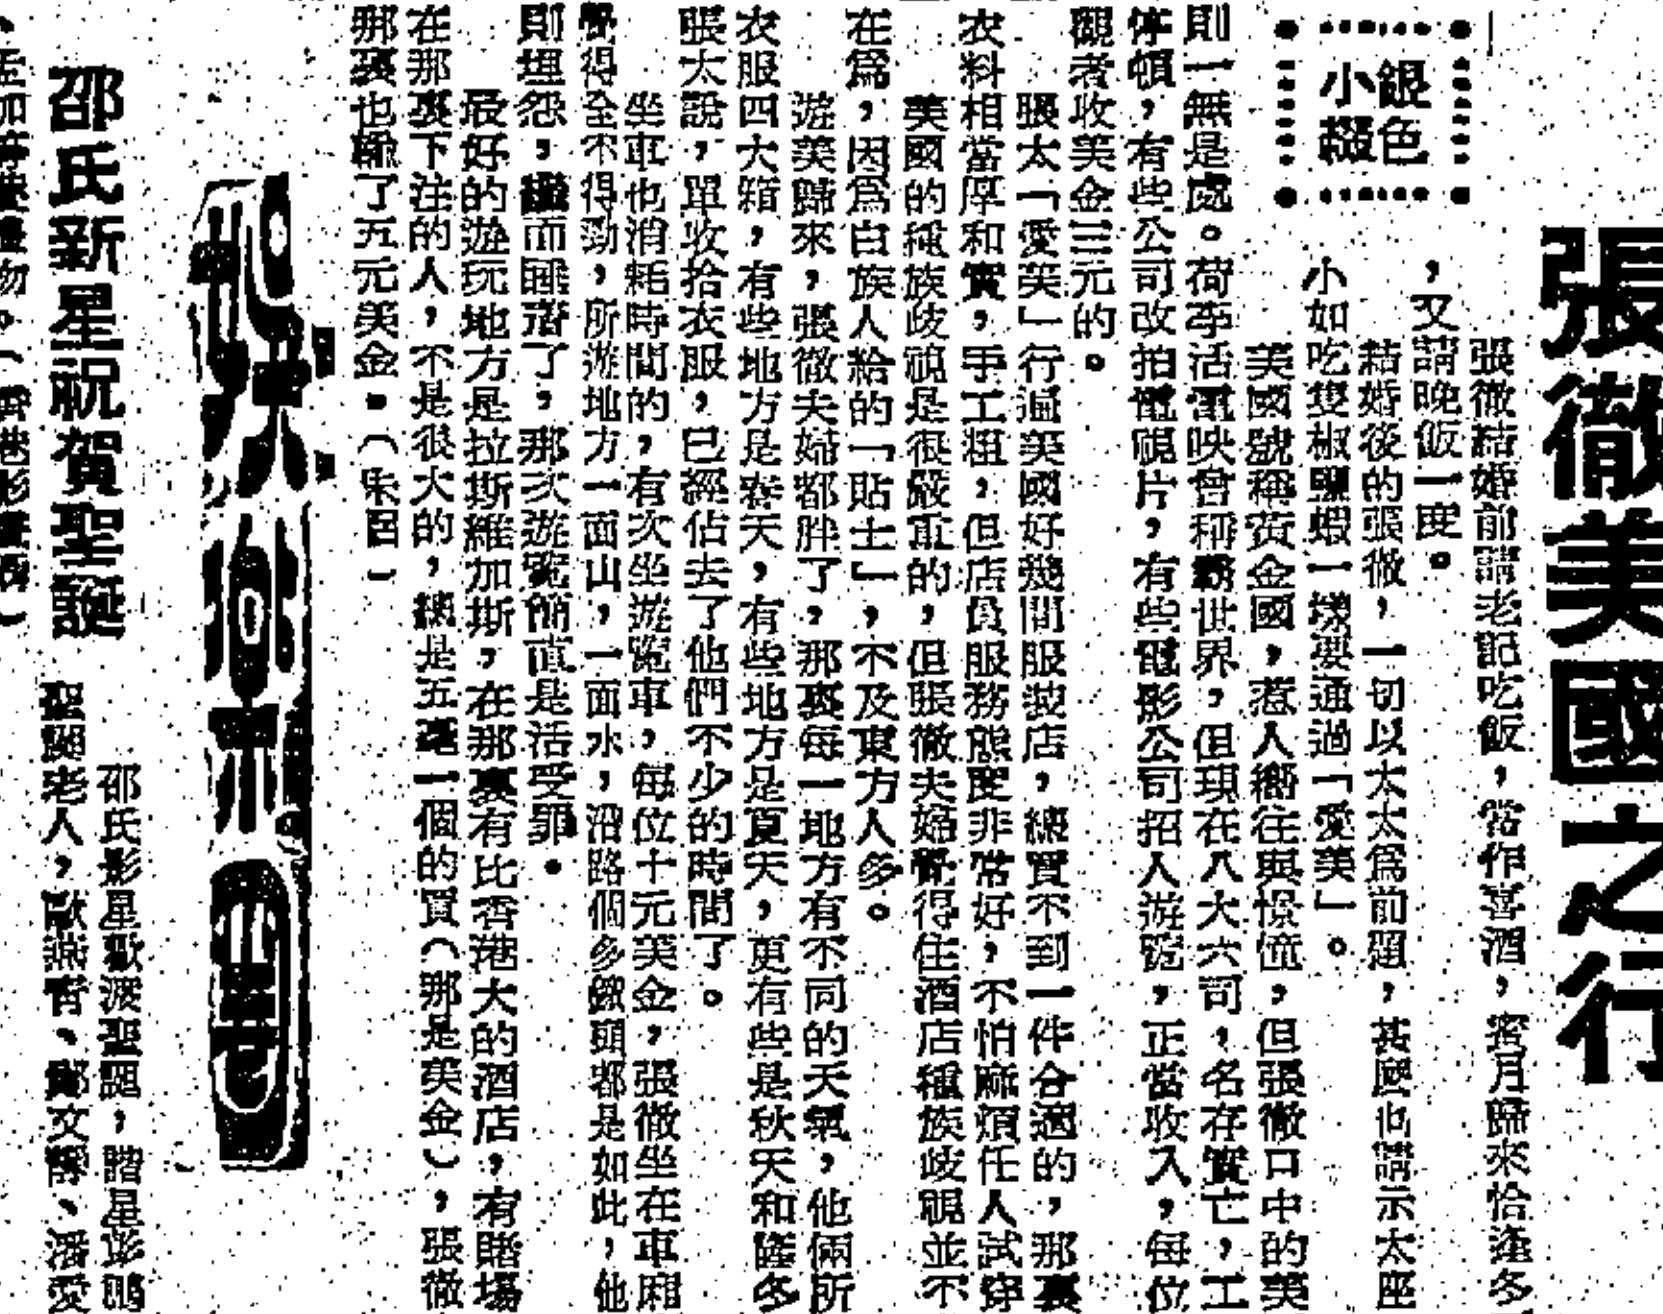 張徹美國之行
銀色
小綴
張徹結婚前請老記吃飯，常作喜酒，蜜月歸來恰逢冬
，又請晚飯一度。
結婚後的張徹，一切以太太為前題，甚麼也請示太座
小如吃隻椒鹽蝦一樣要通過「愛美」。
美國號稱黃金國，惹人嚮往與憬憧，但張徹口中的美
則一無是處。荷李活電映曾稱霸世界，但現在八大六司，名存實亡，工
停頓，有些公司改拍電視片，有些電影公司招人遊覽，正當收入，每位
觀者收美金三元的。
張太「愛美」行遍美國好幾間服裝店，總買不到一件合適的，那裏
衣料相當厚和實，手工粗，但店員服務態度非常好，不怕麻煩任人試穿
美國的種族歧視是很嚴重的，但張徹夫婦覺得住酒店種族歧視並不
在爲，因爲白族人給的「貼士」，不及東方人多。
遊美歸來，張徹夫婦都胖了，那裏每一地方有不同的天氣，他倆所
衣服四大箱，有些地方是春天，有些地方是夏天，更有些是秋天和隆冬
張太說，單收拾衣服，已經佔去了他們不少的時間了。
坐車也消耗時間的，有次坐遊覽車，每位十元美金，張徹坐在車廂
覺得全不得勁，所遊地方一面山，一面水，沿路個多鐘頭都是如此，他
則埋怨，繼而睡着了，那次遊覽簡直是活受罪。
最好的遊玩地方是拉斯維加斯，在那裏有比香港大的酒店，有賭場
在那裏下注的人，不是很大的，總是五毫一個的買（那是美金），張徹
那裏也輸了五元美金。（朱呂）
邵氏新星祝賀聖誕
邵氏影星歡渡聖誕，諧星彭鵬
聖誕老人，歐燕青、鄭文靜、潘愛